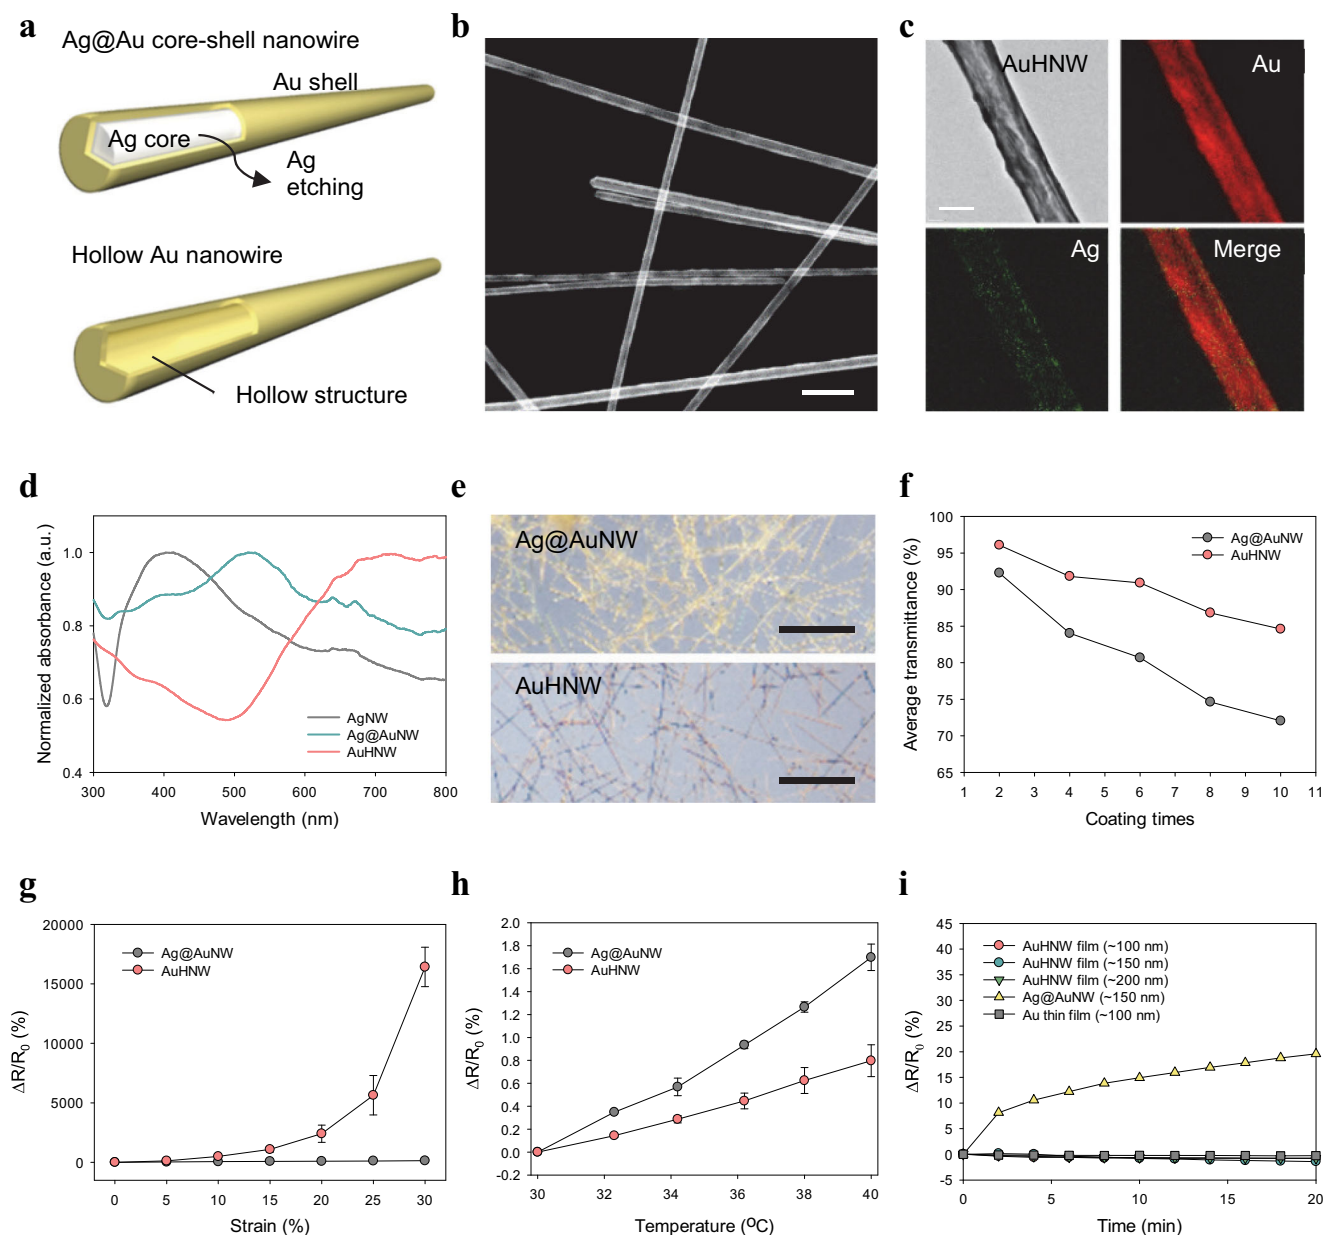 a
Ag@Au core-shell nanowire
Au shell
Ag core
Ag
etching
Hollow Au nanowire
Hollow structure
b
c
AuHNW
Au
Ag
Merge
d
Normalized absorbance (a.u.)
1.0
0.8
0.6
0.4
AgNW
Ag@AuNW
AuHNW
300 400 500 600 700 800
Wavelength (nm)
e
Ag@AuNW
AuHNW
f
Average transmittance (%)
100
95
90
85
80
75
70
65
Ag@AuNW
AuHNW
1 2 3 4 5 6 7 8 9 10 11
Coating times
g
ΔR/R0 (%)
20000
15000
10000
5000
0
Ag@AuNW
AuHNW
0 5 10 15 20 25 30
Strain (%)
h
ΔR/R0 (%)
2.0
1.8
1.6
1.4
1.2
1.0
0.8
0.6
0.4
0.2
0.0
-0.2
Ag@AuNW
AuHNW
30 32 34 36 38 40
Temperature (OC)
i
ΔR/R0 (%)
45
40
35
30
25
20
15
10
5
0
-5
AuHNW film (~100 nm)
AuHNW film (~150 nm)
AuHNW film (~200 nm)
Ag@AuNW (~150 nm)
Au thin film (~100 nm)
0 5 10 15 20
Time (min)